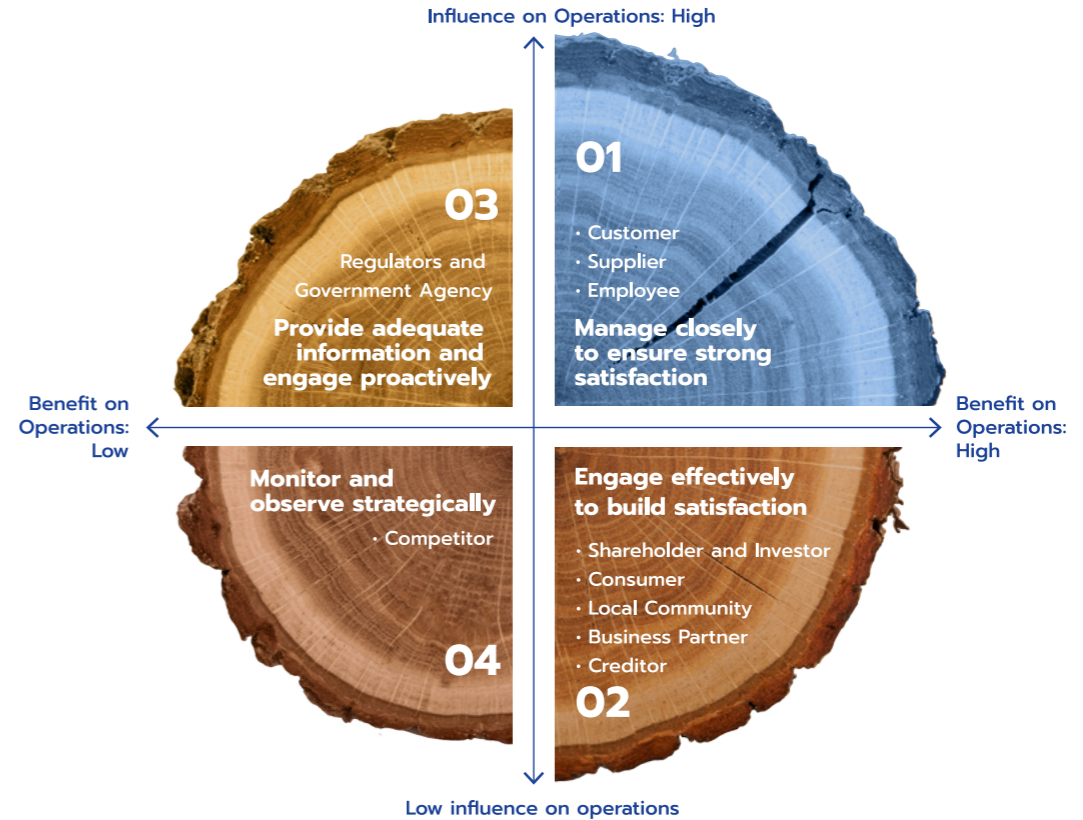 Influence on Operations: High
01
· Customer
· Supplier
· Employee
Manage closely
to ensure strong
satisfaction
03
Regulators and
Government Agency
Provide adequate
information and
engage proactively
Benefit on
Operations:
Low
Benefit on
Operations:
High
Monitor and
observe strategically
· Competitor
04
Engage effectively
to build satisfaction
· Shareholder and Investor
· Consumer
· Local Community
· Business Partner
· Creditor
02
Low influence on operations